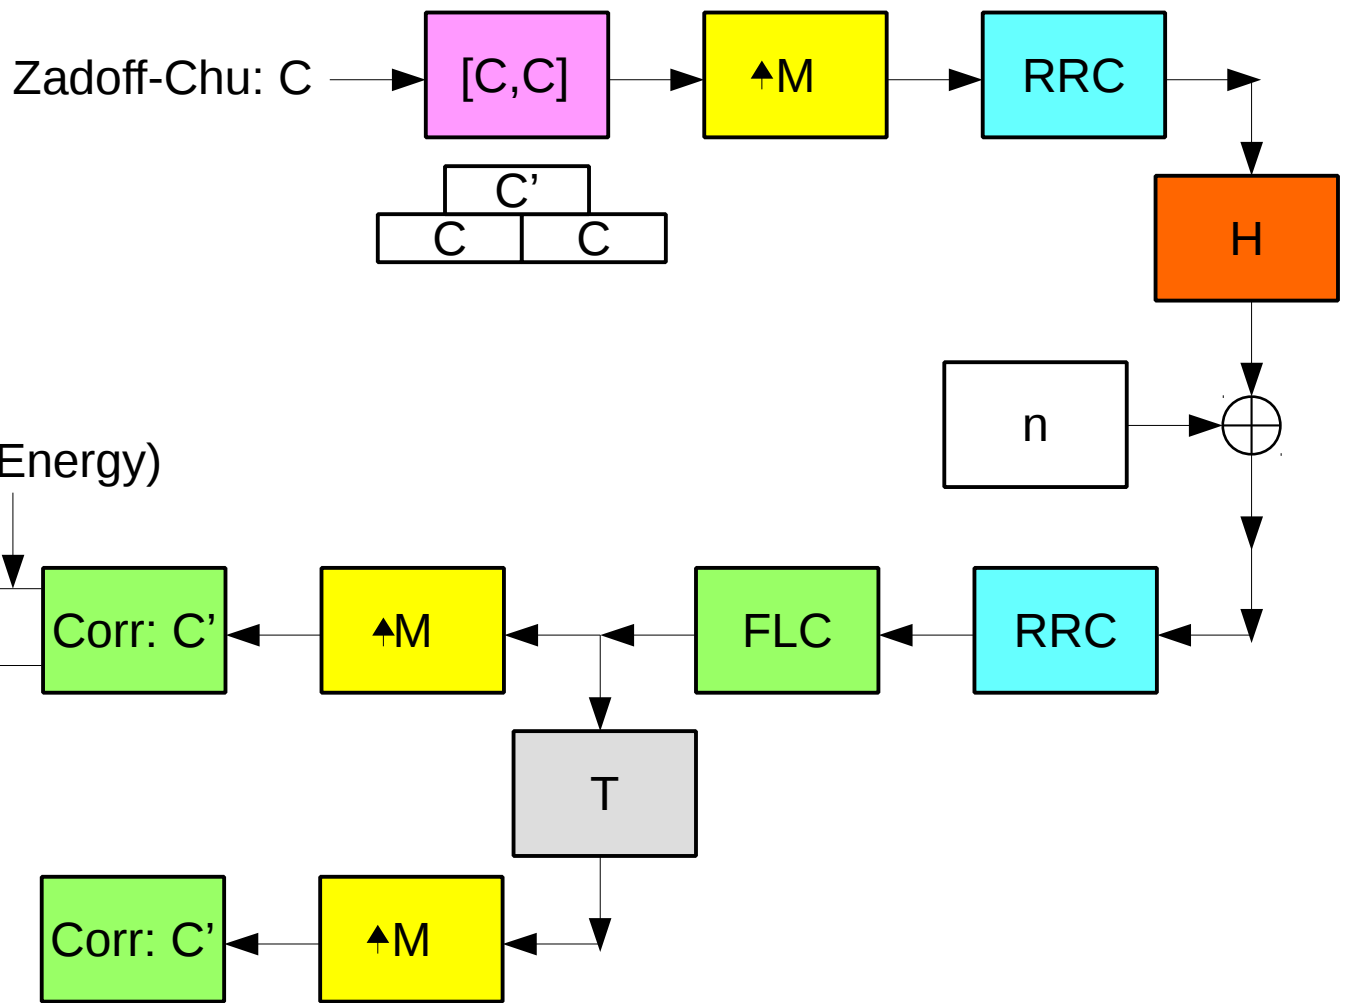 Zadoff-Chu: C
[C,C]
↑M
RRC
C’
C C
H
n
Energy)
Corr: C’
↑M
FLC
RRC
T
Corr: C’
↑M